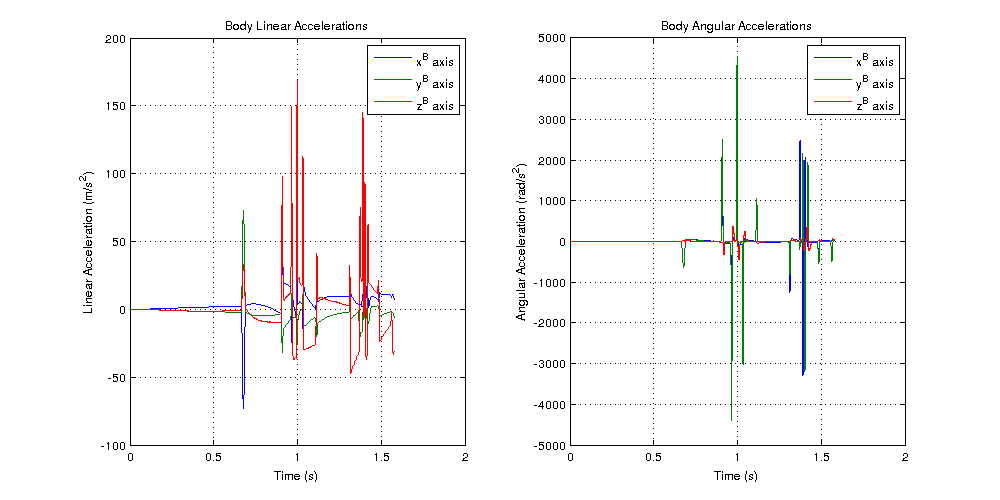 Body Linear Accelerations
200
150
100
50
0
-50
-100
Linear Acceleration (m/s²)
x^B axis
y^B axis
z^B axis
0 0.5 1 1.5 2
Time (s)
Body Angular Accelerations
5000
4000
3000
2000
1000
0
-1000
-2000
-3000
-4000
-5000
Angular Acceleration (rad/s²)
x^B axis
y^B axis
z^B axis
0 0.5 1 1.5 2
Time (s)